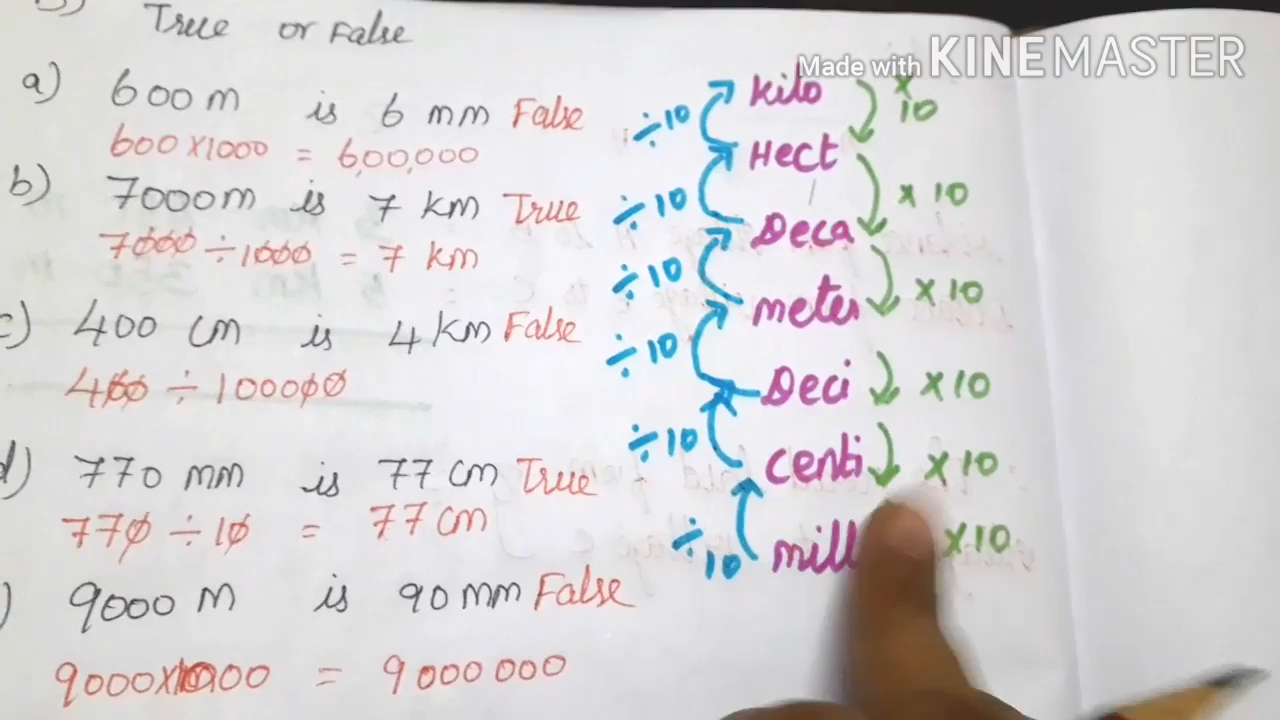 True or False
a) 600 m is 6 mm False
600 x 1000 = 6,00,000
b) 7000 m is 7 km True
7000 ÷ 1000 = 7 km
c) 400 cm is 4 km False
400 ÷ 100000
d) 770 mm is 77 cm True
770 ÷ 10 = 77 cm
) 9000 m is 90 mm False
9000 x 1000 = 9000 000
Made with KINEMASTER
Kilo
x 10
÷10
Hect
x 10
÷10
Deca
x 10
÷10
meter
x 10
÷10
Deci
x 10
÷10
centi
x 10
÷10
mill